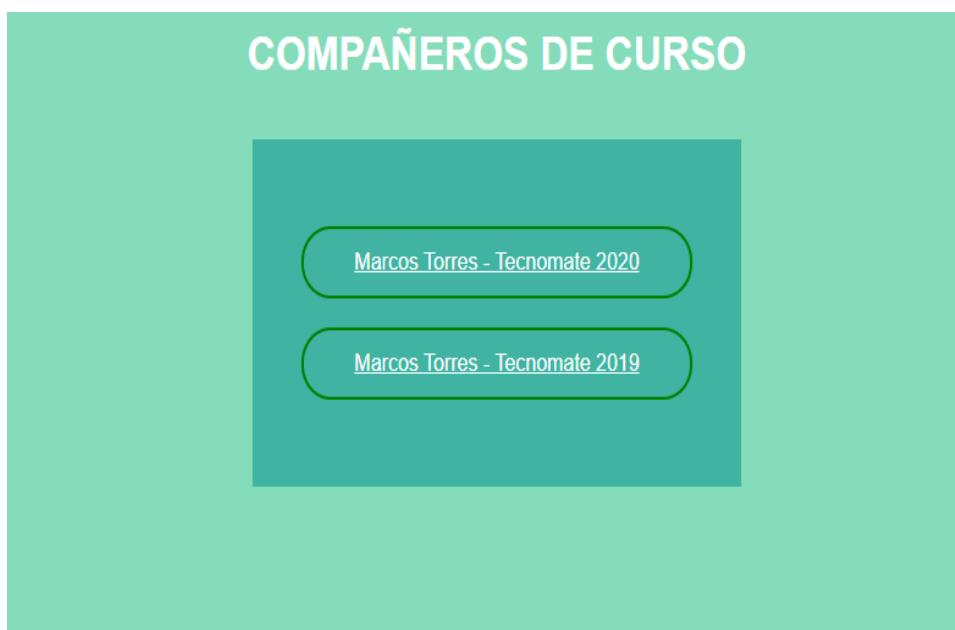 COMPAÑEROS DE CURSO
Marcos Torres - Tecnomate 2020
Marcos Torres - Tecnomate 2019